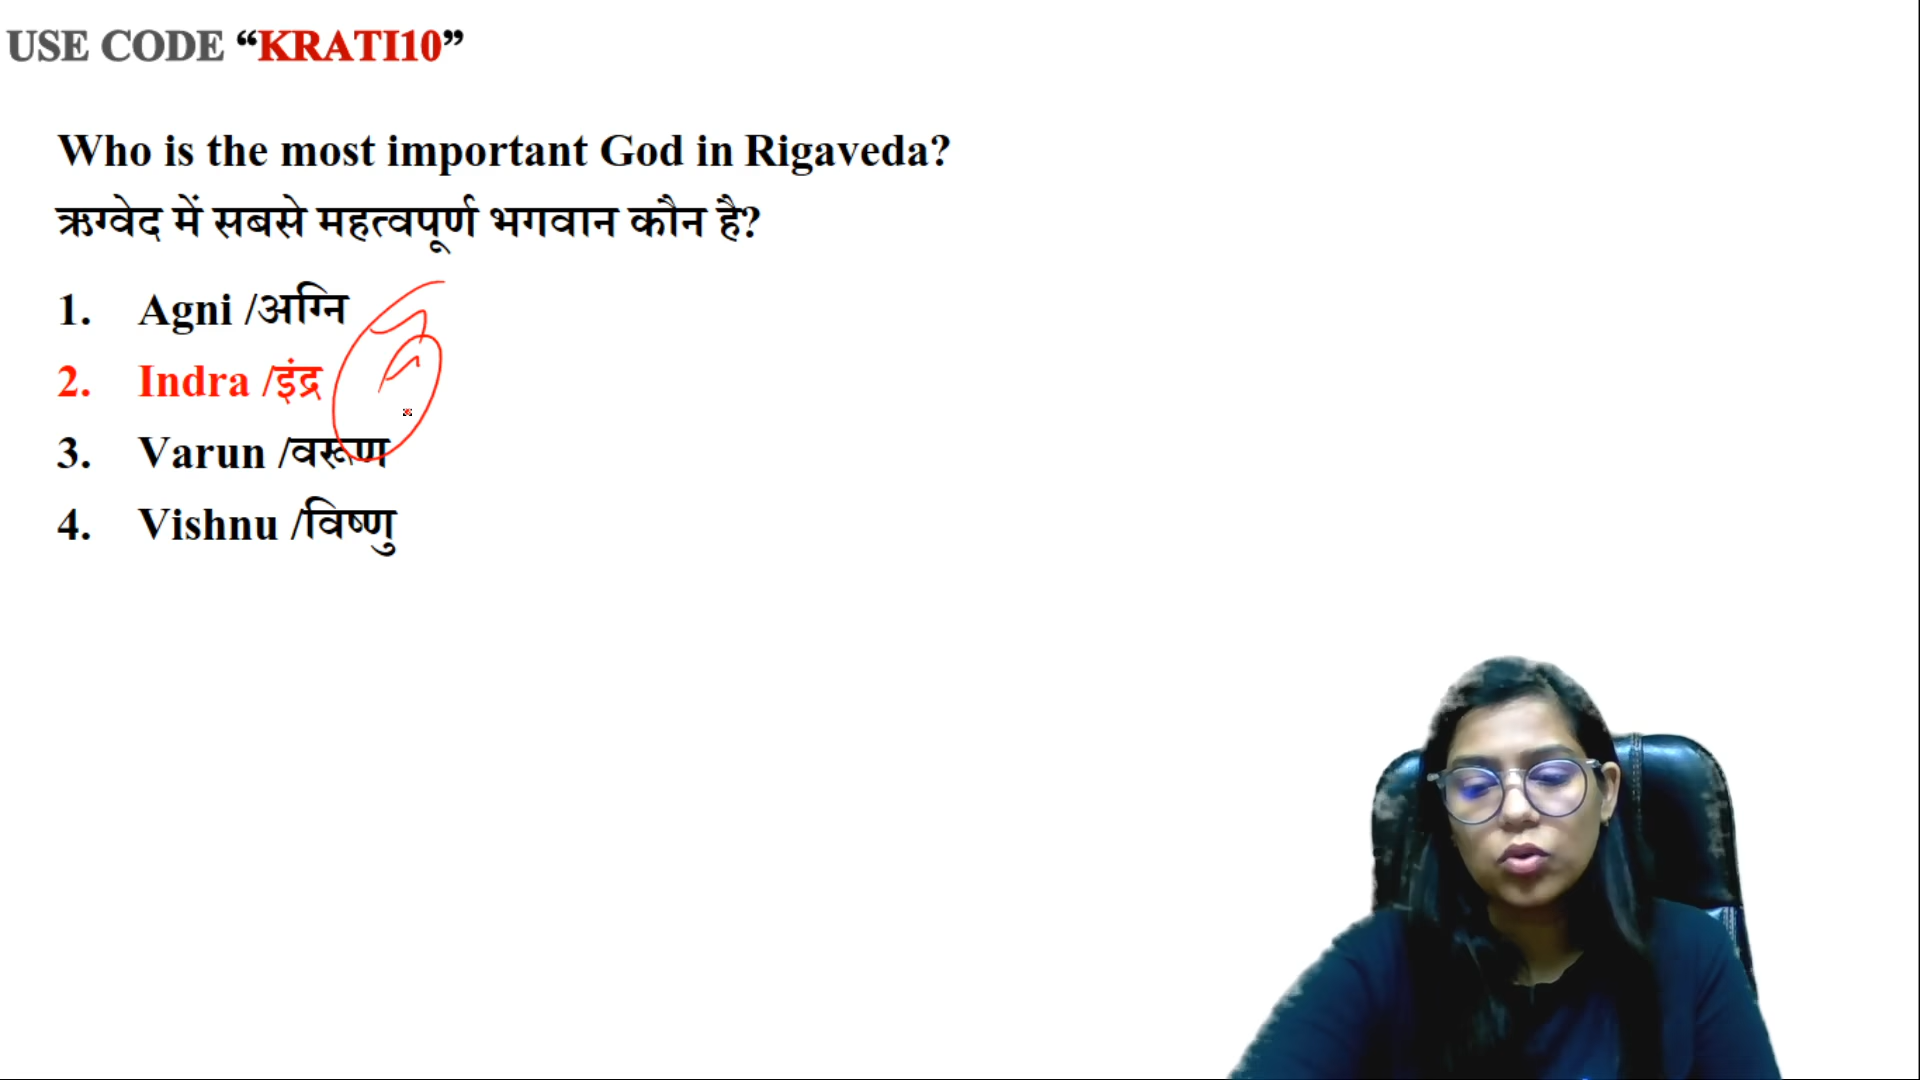 USE CODE “KRATI10”
Who is the most important God in Rigaveda?
ऋग्वेद में सबसे महत्वपूर्ण भगवान कौन है?
1. Agni /अग्नि
2. Indra /इंद्र
3. Varun /वरूण
4. Vishnu /विष्णु